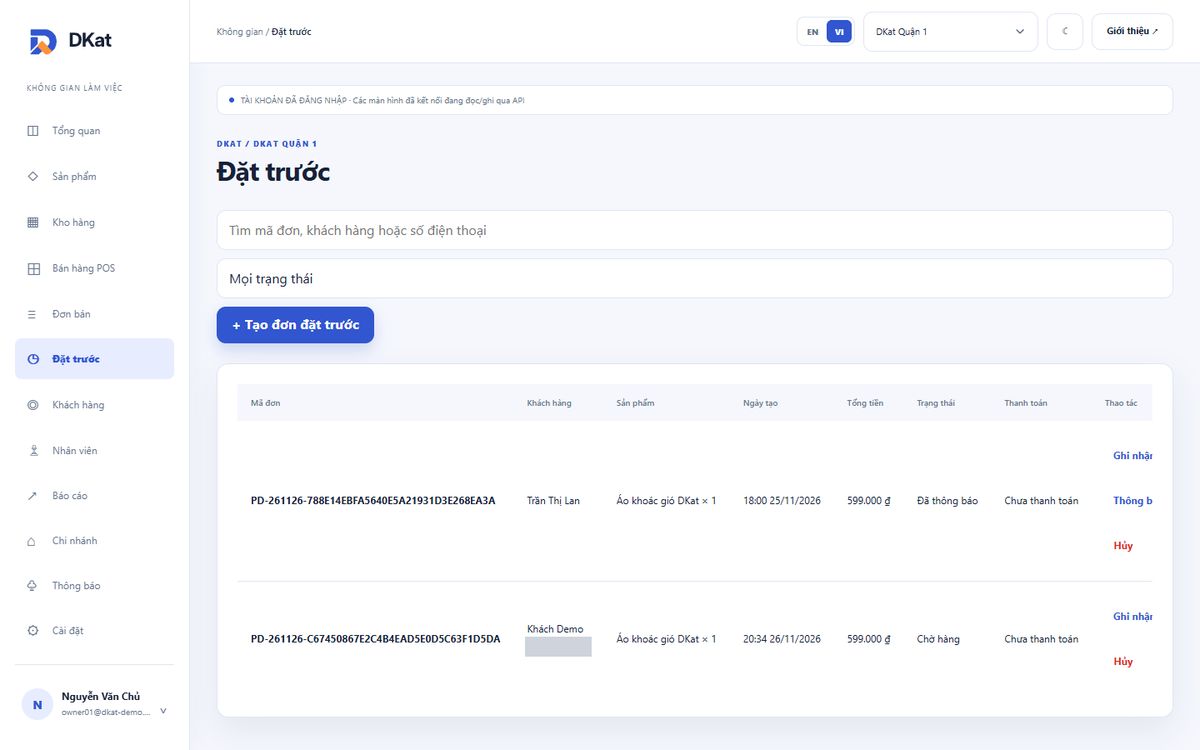 DKat
KHÔNG GIAN LÀM VIỆC
Tổng quan
Sản phẩm
Kho hàng
Bán hàng POS
Đơn bán
Đặt trước
Khách hàng
Nhân viên
Báo cáo
Chi nhánh
Thông báo
Cài đặt
N
Nguyễn Văn Chủ
owner01@dkat-demo....
Không gian / Đặt trước
EN VI
DKat Quận 1
Giới thiệu ↗
TÀI KHOẢN ĐÃ ĐĂNG NHẬP · Các màn hình đã kết nối đang đọc/ghi qua API
DKAT / DKAT QUẬN 1
Đặt trước
Tìm mã đơn, khách hàng hoặc số điện thoại
Mọi trạng thái
+ Tạo đơn đặt trước
Mã đơn Khách hàng Sản phẩm Ngày tạo Tổng tiền Trạng thái Thanh toán Thao tác
Ghi nhận
PD-261126-788E14EBFA5640E5A21931D3E268EA3A Trần Thị Lan Áo khoác gió DKat × 1 18:00 25/11/2026 599.000 ₫ Đã thông báo Chưa thanh toán Thông b
Hủy
Ghi nhận
Khách Demo
PD-261126-C67450867E2C4B4EAD5E0D5C63F1D5DA Áo khoác gió DKat × 1 20:34 26/11/2026 599.000 ₫ Chờ hàng Chưa thanh toán
Hủy